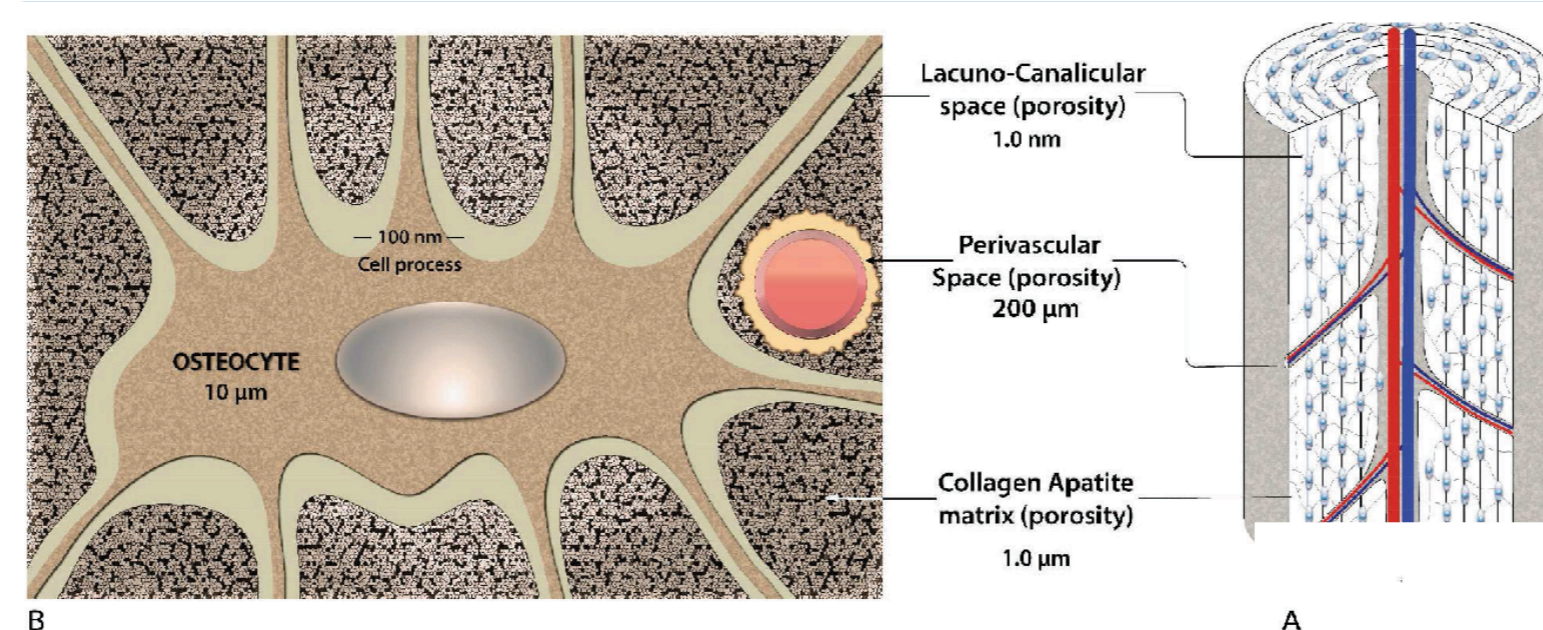 Lacuno-Canalicular
space (porosity)
1.0 nm
— 100 nm —
Cell process
Perivascular
Space (porosity)
200 µm
OSTEOCYTE
10 µm
Collagen Apatite
matrix (porosity)
1.0 µm
B
A